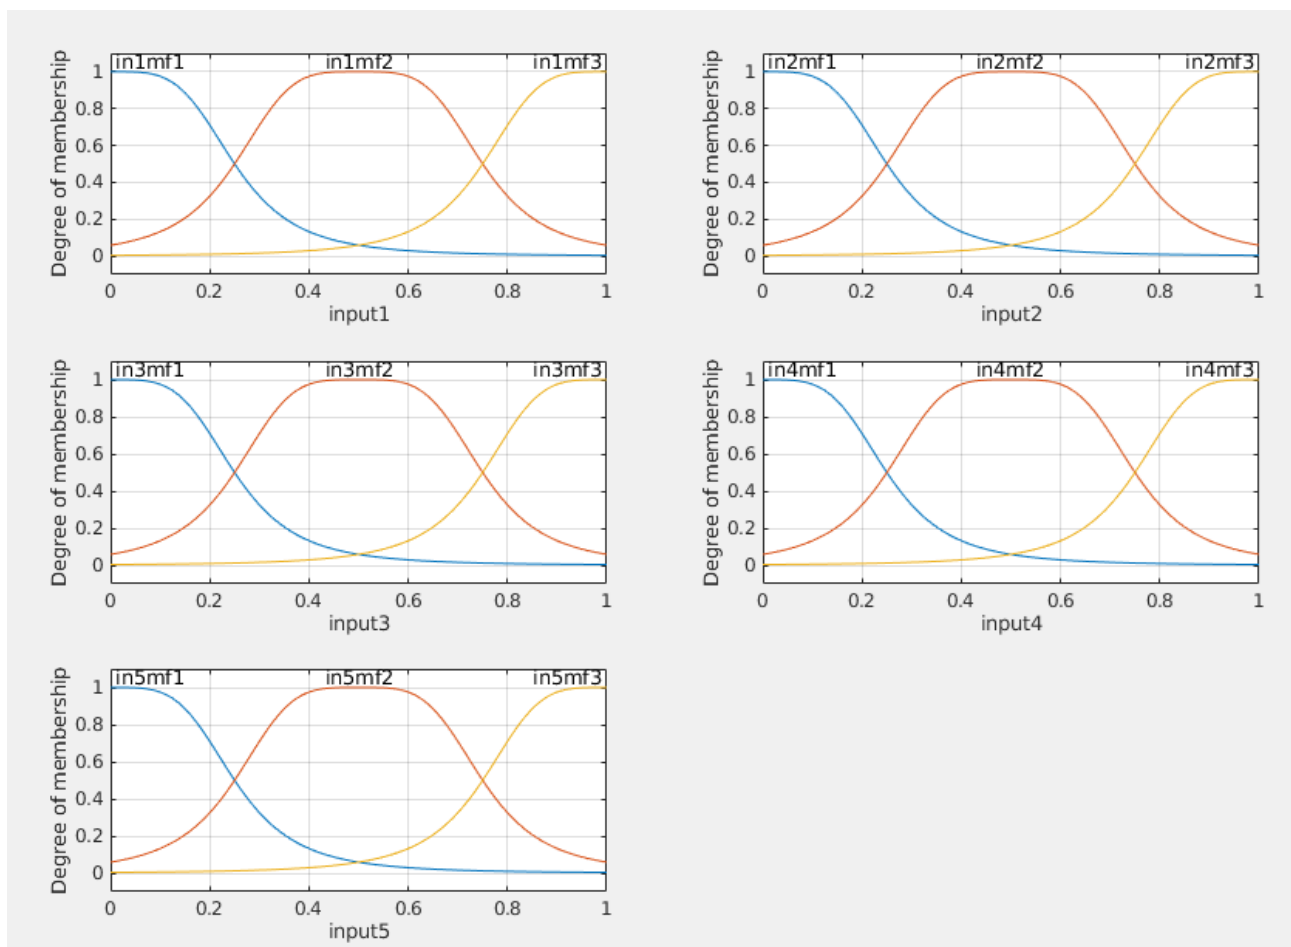 in1mf1 in1mf2 in1mf3
Degree of membership
1
0.8
0.6
0.4
0.2
0
0 0.2 0.4 0.6 0.8 1
input1
in2mf1 in2mf2 in2mf3
Degree of membership
1
0.8
0.6
0.4
0.2
0
0 0.2 0.4 0.6 0.8 1
input2
in3mf1 in3mf2 in3mf3
Degree of membership
1
0.8
0.6
0.4
0.2
0
0 0.2 0.4 0.6 0.8 1
input3
in4mf1 in4mf2 in4mf3
Degree of membership
1
0.8
0.6
0.4
0.2
0
0 0.2 0.4 0.6 0.8 1
input4
in5mf1 in5mf2 in5mf3
Degree of membership
1
0.8
0.6
0.4
0.2
0
0 0.2 0.4 0.6 0.8 1
input5